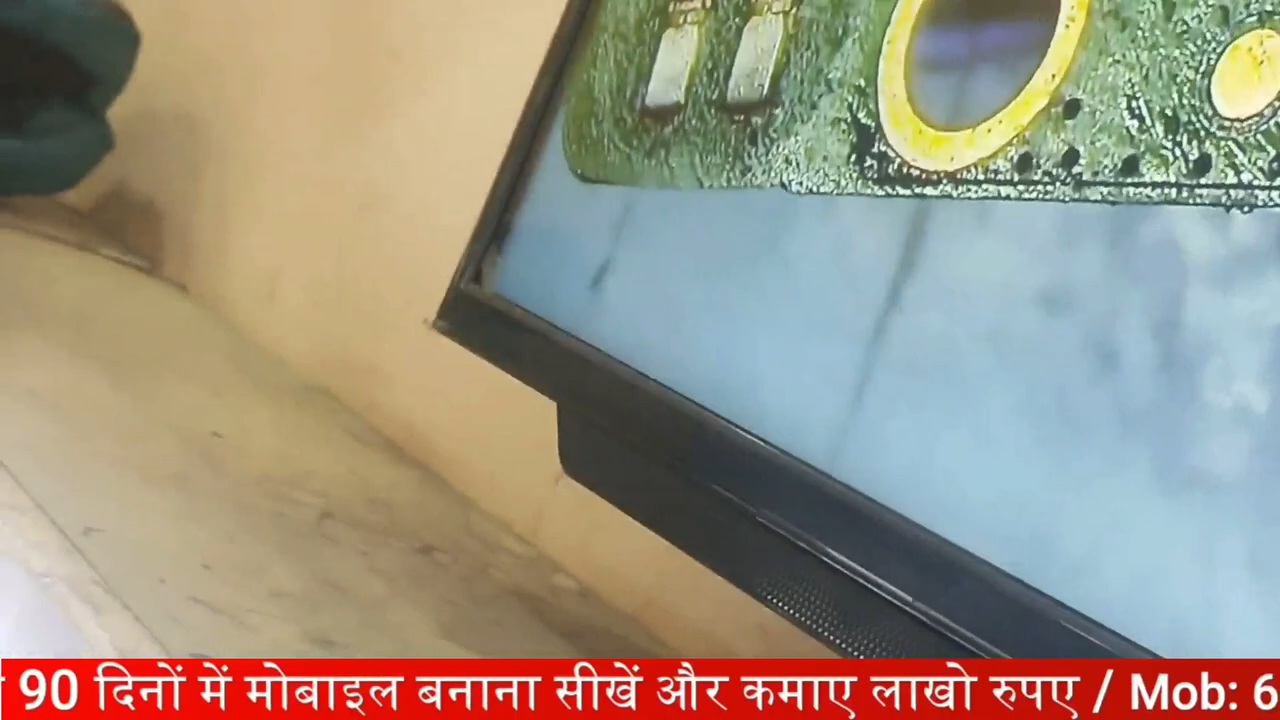 90 दिनों में मोबाइल बनाना सीखें और कमाए लाखो रुपए / Mob: 6